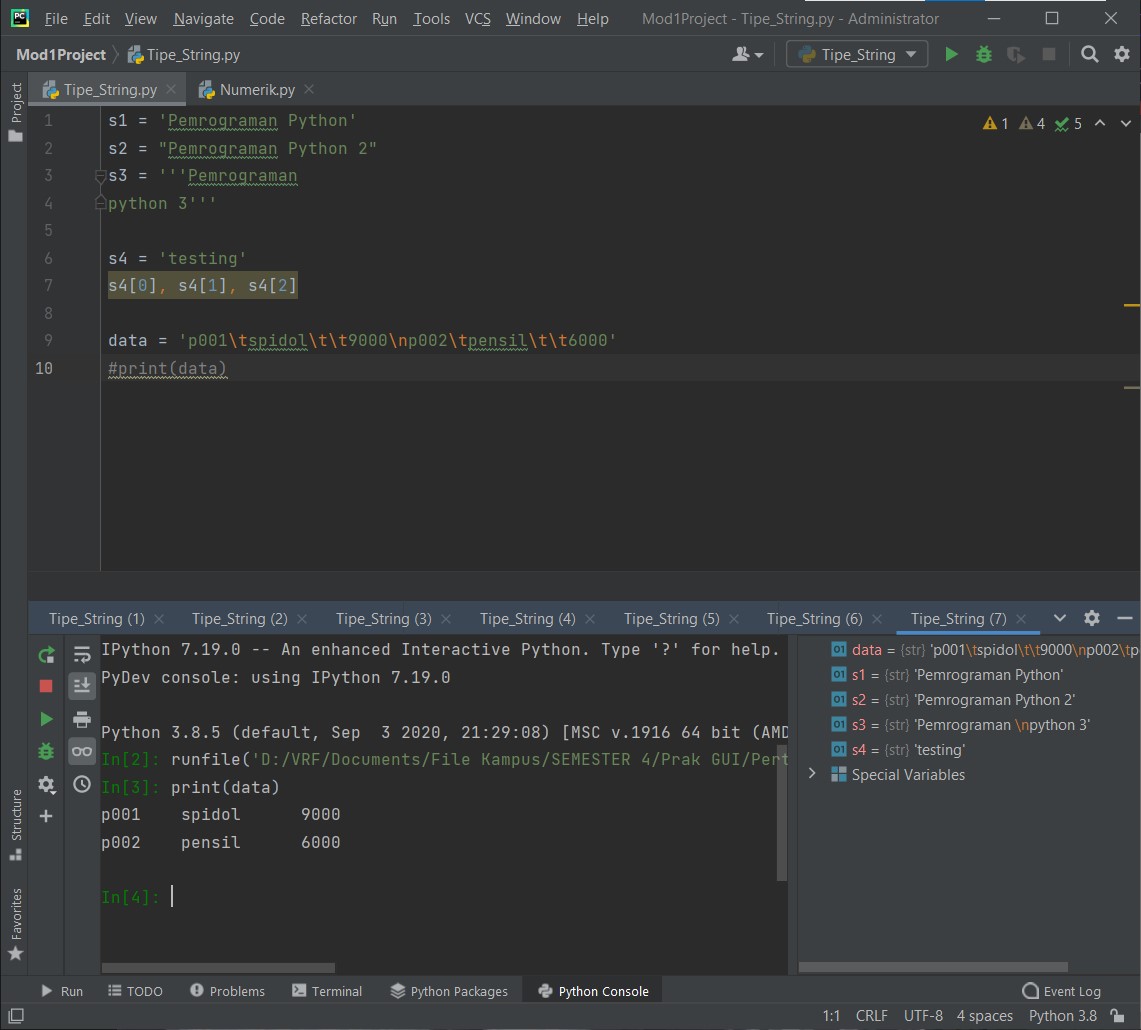 PC File Edit View Navigate Code Refactor Run Tools VCS Window Help Mod1Project - Tipe_String.py - Administrator
Mod1Project Tipe_String.py Tipe_String
Project
Tipe_String.py Numerik.py
1 s1 = 'Pemrograman Python'
1 4 5
2 s2 = "Pemrograman Python 2"
3 s3 = '''Pemrograman
4 python 3'''
5
6 s4 = 'testing'
7 s4[0], s4[1], s4[2]
8
9 data = 'p001\tspidol\t\t9000\np002\tpensil\t\t6000'
10 #print(data)
Tipe_String (1) Tipe_String (2) Tipe_String (3) Tipe_String (4) Tipe_String (5) Tipe_String (6) Tipe_String (7)
IPython 7.19.0 -- An enhanced Interactive Python. Type '?' for help.
PyDev console: using IPython 7.19.0

Python 3.8.5 (default, Sep  3 2020, 21:29:08) [MSC v.1916 64 bit (AMD
In[2]: runfile('D:/VRF/Documents/File Kampus/SEMESTER 4/Prak GUI/Pert
In[3]: print(data)
p001    spidol      9000
p002    pensil      6000

In[4]:
01 data = {str} 'p001\tspidol\t\t9000\np002\tp
01 s1 = {str} 'Pemrograman Python'
01 s2 = {str} 'Pemrograman Python 2'
01 s3 = {str} 'Pemrograman \npython 3'
01 s4 = {str} 'testing'
Special Variables
Structure
Favorites
Run TODO Problems Terminal Python Packages Python Console Event Log
1:1 CRLF UTF-8 4 spaces Python 3.8